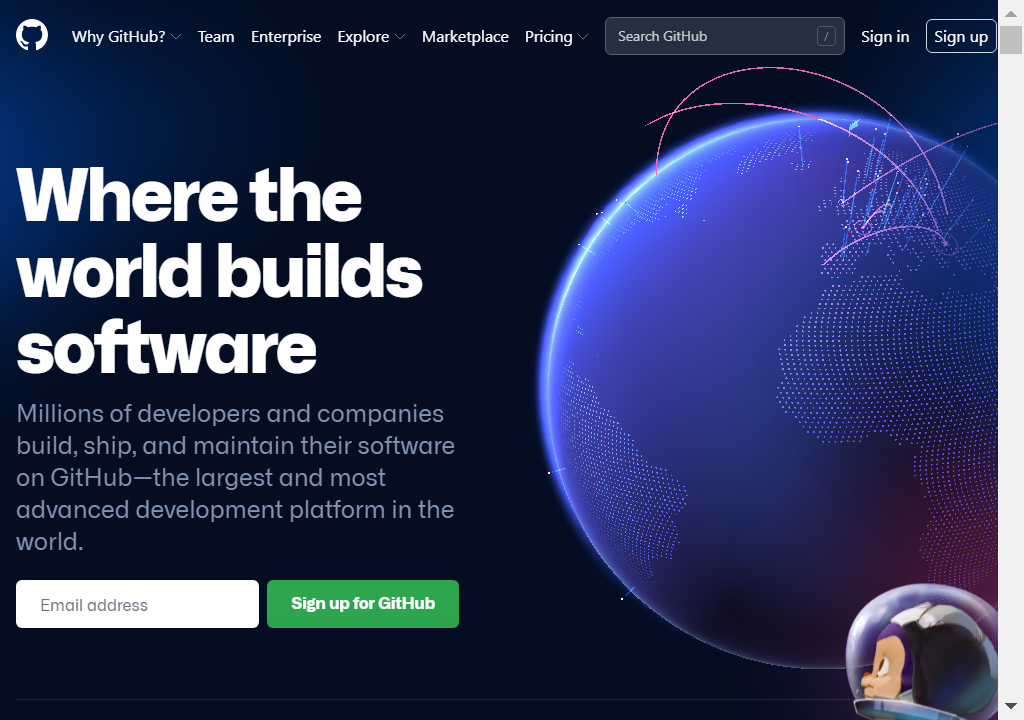 Why GitHub? Team Enterprise Explore Marketplace Pricing Search GitHub / Sign in Sign up
Where the
world builds
software
Millions of developers and companies
build, ship, and maintain their software
on GitHub—the largest and most
advanced development platform in the
world.
Email address Sign up for GitHub